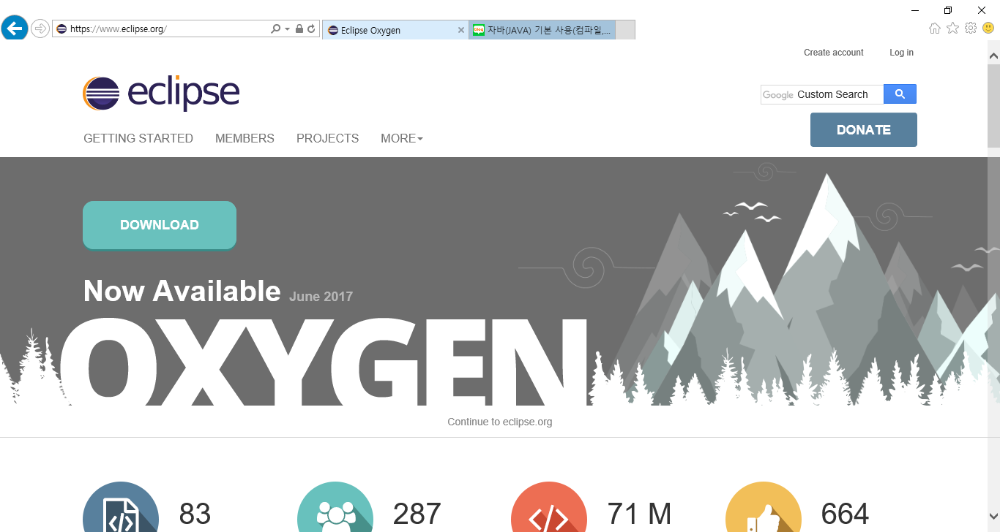 https://www.eclipse.org/
Eclipse Oxygen
blog 자바(JAVA) 기본 사용(컴파일,...
Create account Log in
eclipse
Google Custom Search
GETTING STARTED MEMBERS PROJECTS MORE
DONATE
DOWNLOAD
Now Available June 2017
OXYGEN
Continue to eclipse.org
83 287 71 M 664